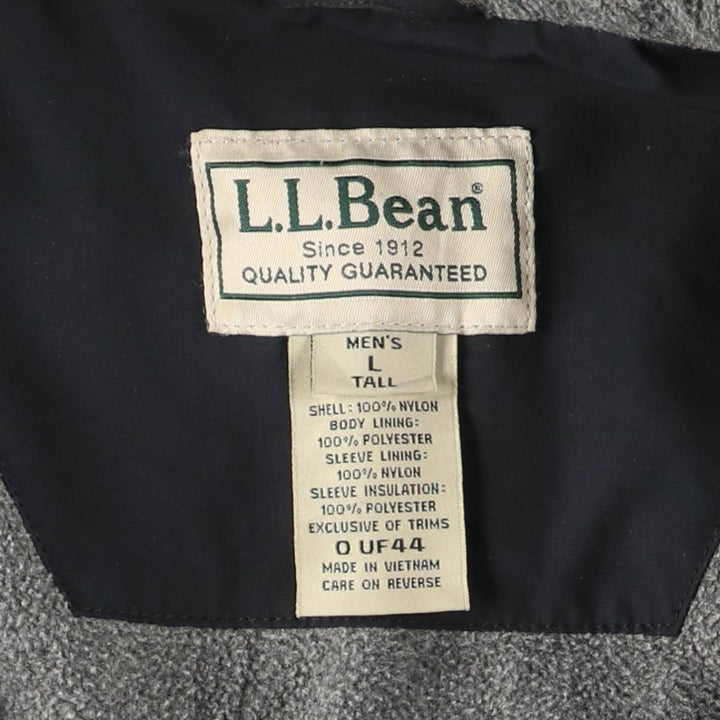 L.L.Bean®
Since 1912
QUALITY GUARANTEED
MEN'S
L
TALL
SHELL: 100% NYLON
BODY LINING:
100% POLYESTER
SLEEVE LINING:
100% NYLON
SLEEVE INSULATION:
100% POLYESTER
EXCLUSIVE OF TRIMS
0 UF44
MADE IN VIETNAM
CARE ON REVERSE